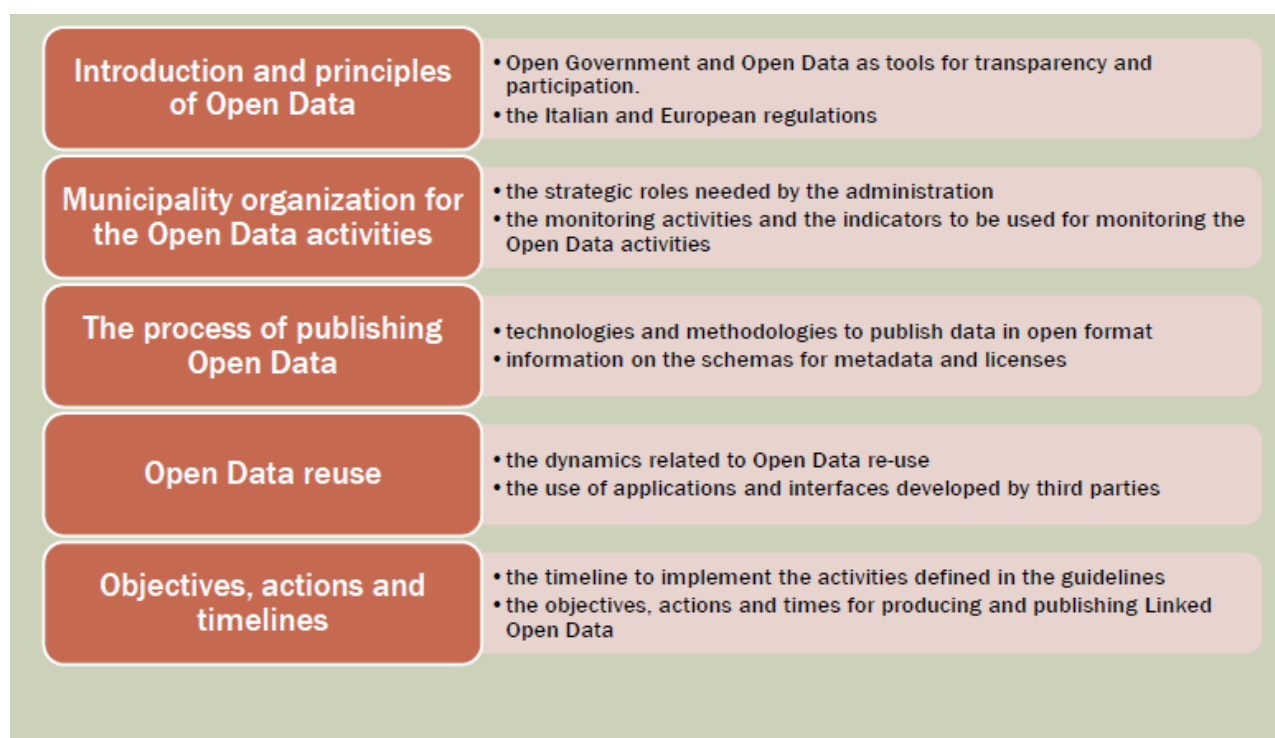 Introduction and principles
of Open Data
• Open Government and Open Data as tools for transparency and
participation.
• the Italian and European regulations
Municipality organization for
the Open Data activities
• the strategic roles needed by the administration
• the monitoring activities and the indicators to be used for monitoring the
Open Data activities
The process of publishing
Open Data
• technologies and methodologies to publish data in open format
• information on the schemas for metadata and licenses
Open Data reuse
• the dynamics related to Open Data re-use
• the use of applications and interfaces developed by third parties
Objectives, actions and
timelines
• the timeline to implement the activities defined in the guidelines
• the objectives, actions and times for producing and publishing Linked
Open Data